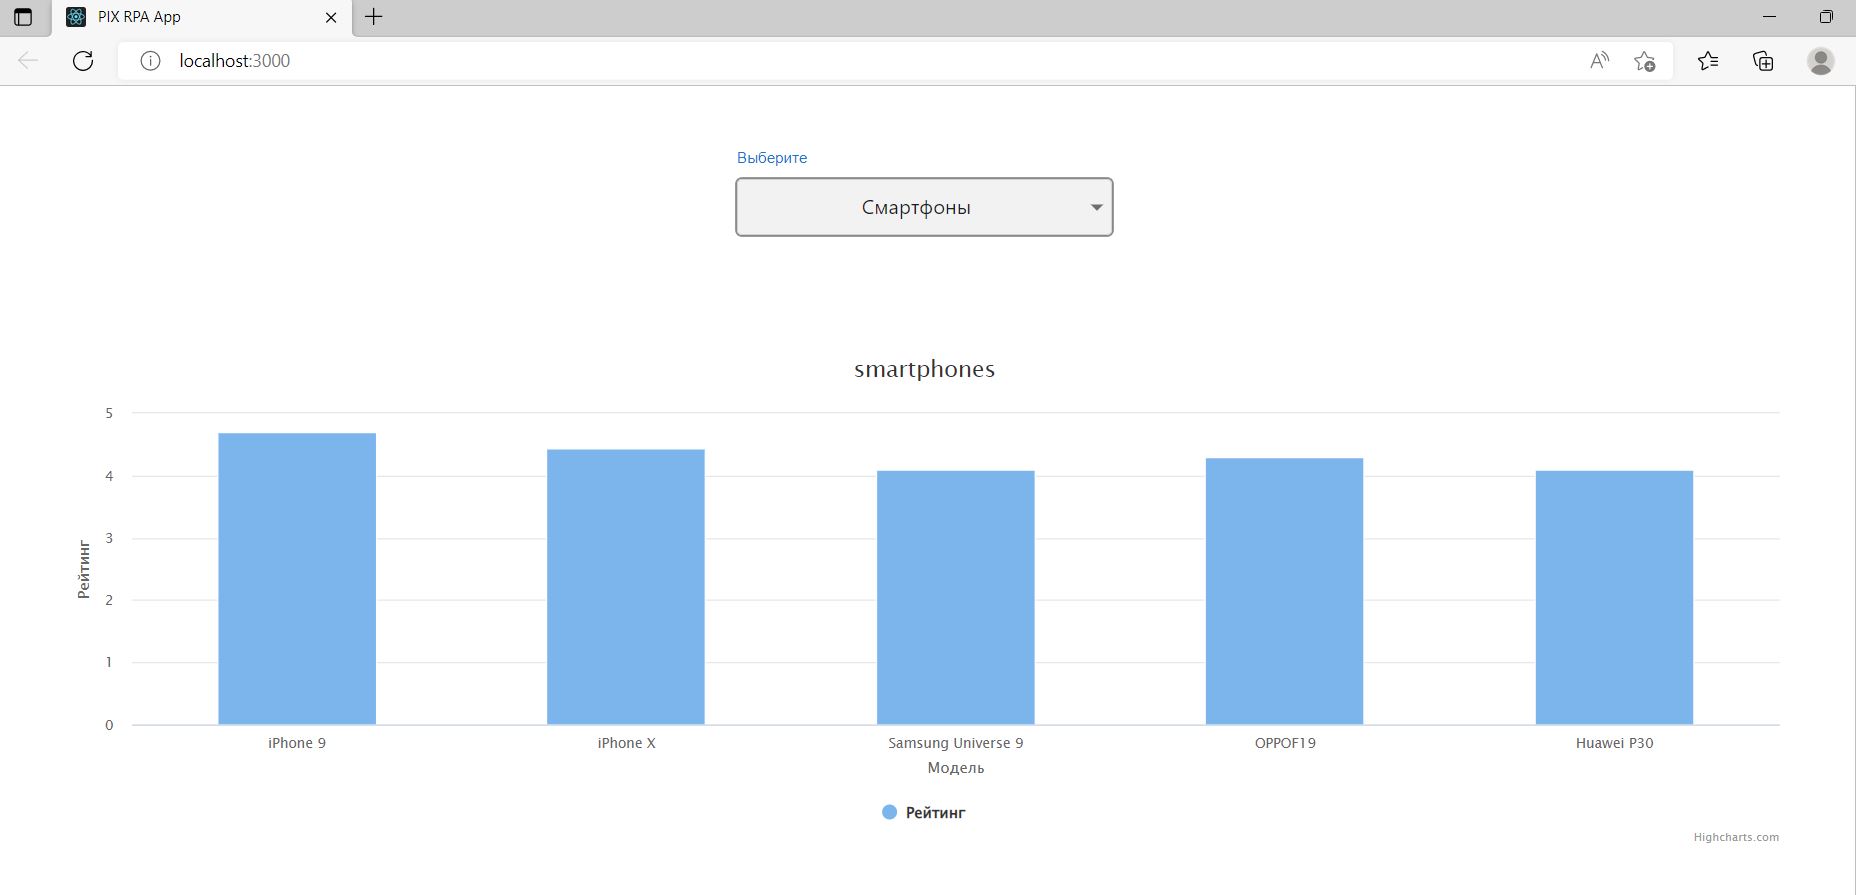 PIX RPA App
localhost:3000
Выберите
Смартфоны
smartphones
5
4
3
2
1
0
Рейтинг
iPhone 9 iPhone X Samsung Universe 9 OPPOF19 Huawei P30
Модель
Рейтинг
Highcharts.com